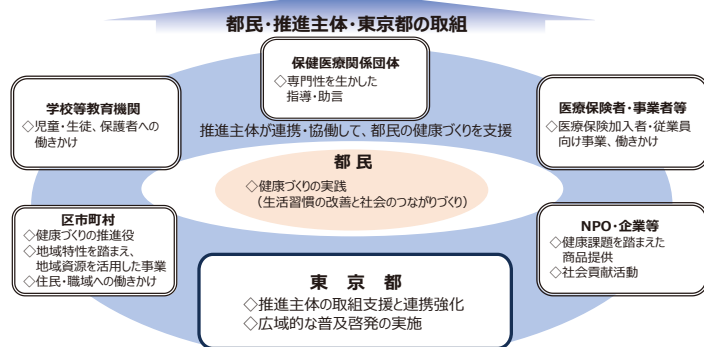 都民・推進主体・東京都の取組
保健医療関係団体
◇専門性を生かした
指導・助言
学校等教育機関
◇児童・生徒、保護者への
働きかけ
医療保険者・事業者等
◇医療保険加入者・従業員
向け事業、働きかけ
推進主体が連携・協働して、都民の健康づくりを支援
都 民
◇健康づくりの実践
（生活習慣の改善と社会のつながりづくり）
区市町村
◇健康づくりの推進役
◇地域特性を踏まえ、
地域資源を活用した事業
◇住民・職域への働きかけ
NPO・企業等
◇健康課題を踏まえた
商品提供
◇社会貢献活動
東 京 都
◇推進主体の取組支援と連携強化
◇広域的な普及啓発の実施